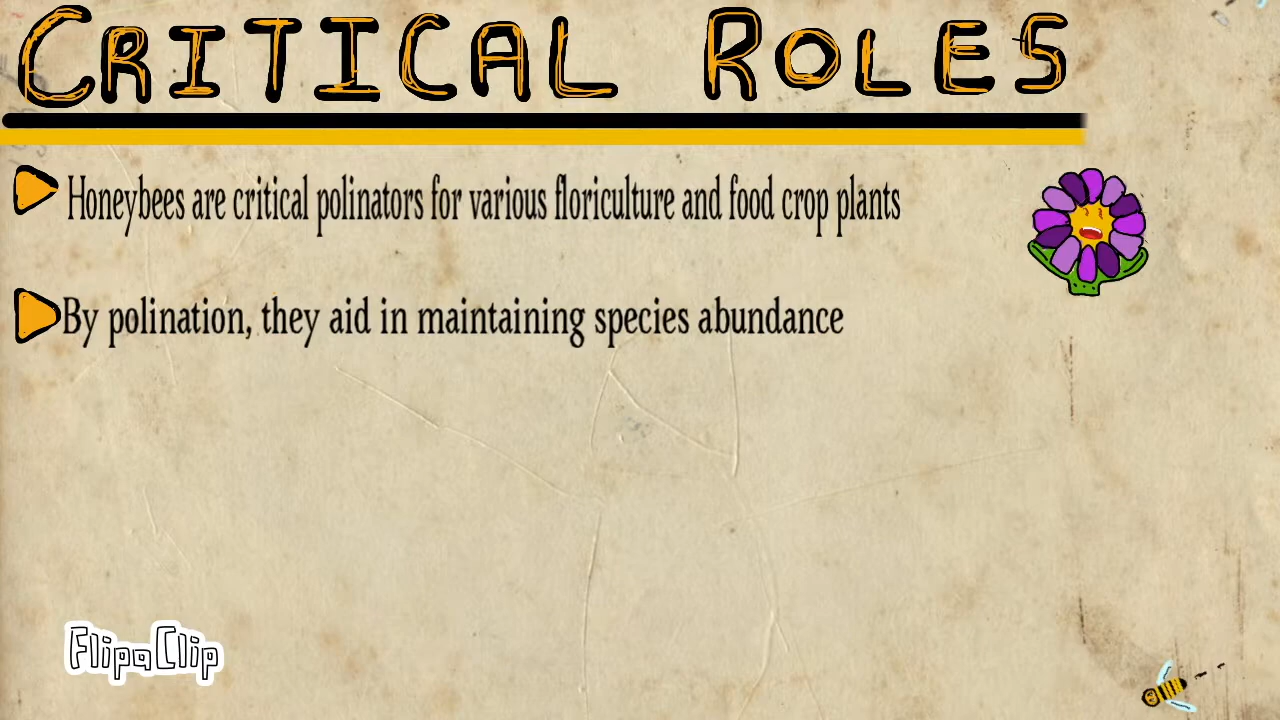 CRITICAL ROLES
Honeybees are critical polinators for various floriculture and food crop plants
By polination, they aid in maintaining species abundance
FlipaClip